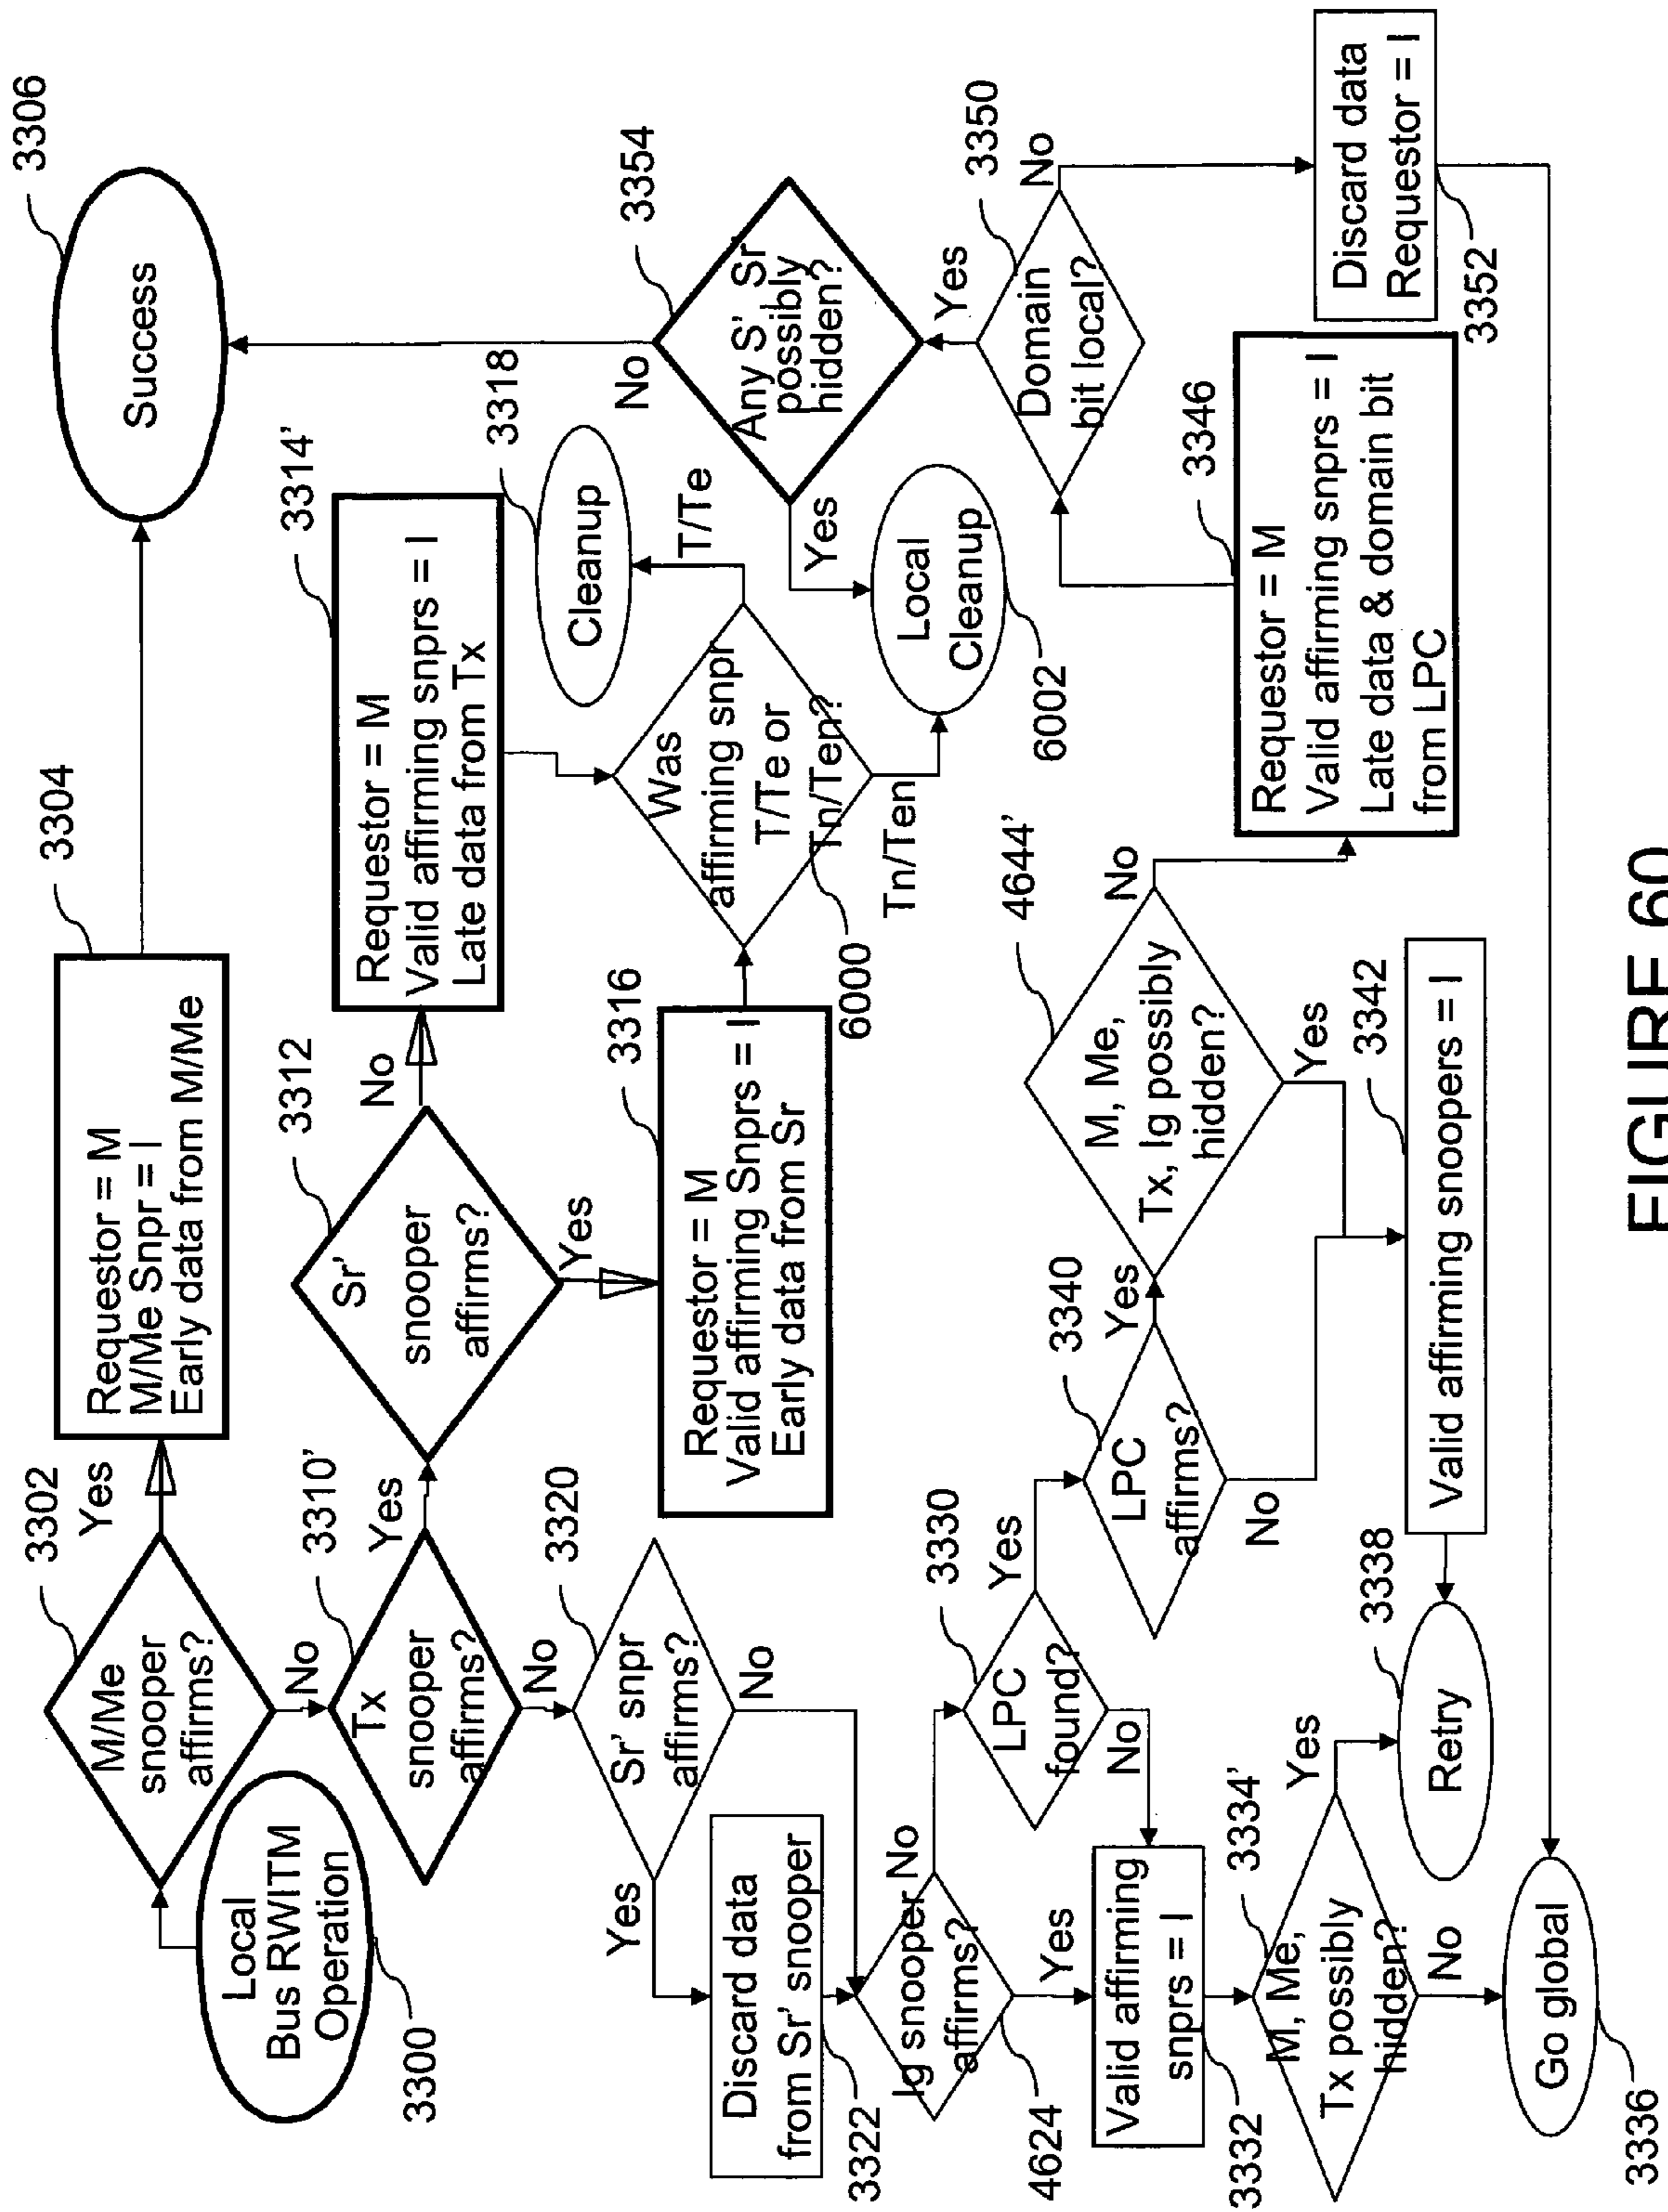 3300
Local
Bus RWITM
Operation
3302
M/Me
snooper
affirms?
Yes
No
3304
Requestor = M
M/Me Snpr = I
Early data from M/Me
3306
Success
3310'
Tx
snooper
affirms?
Yes
No
3312
Sr'
snooper
affirms?
No
Yes
3314'
Requestor = M
Valid affirming snprs = I
Late data from Tx
3316
Requestor = M
Valid affirming Snprs = I
Early data from Sr
6000
Was
affirming snpr
T/Te or
Tn/Ten?
T/Te
Tn/Ten
3318
Cleanup
Local
Cleanup
6002
3354
Any S' Sr'
possibly
hidden?
No
Yes
3350
Domain
bit local?
Yes
No
Discard data
Requestor = I
3352
3320
Sr' snpr
affirms?
Yes
No
Discard data
from Sr' snooper
3322
Ig snooper
affirms?
4624
No
Yes
3330
LPC
found?
Yes
No
3340
LPC
affirms?
Yes
No
4644'
M, Me,
Tx, Ig possibly
hidden?
No
Yes
3346
Requestor = M
Valid affirming snprs = I
Late data & domain bit
from LPC
Valid affirming
snprs = I
3332
3334'
M, Me,
Tx possibly
hidden?
Yes
No
3342
Valid affirming snoopers = I
3338
Retry
Go global
3336
FIGURE 60